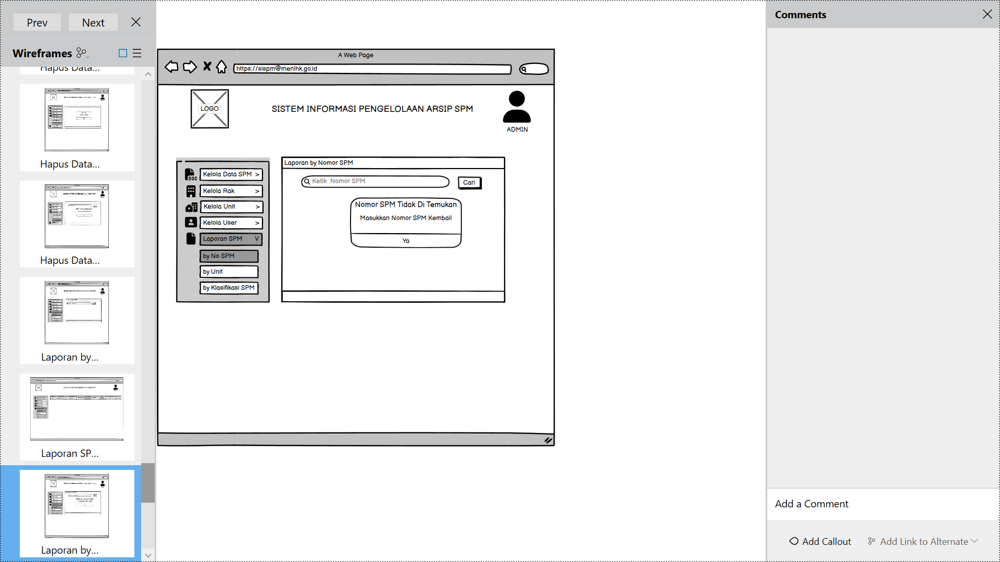 Prev
Next
Wireframes
Hapus Data...
Hapus Data...
Hapus Data...
Laporan by...
Laporan SP...
Laporan by...
A Web Page
https://sispm@menlhk.go.id
LOGO
SISTEM INFORMASI PENGELOLAAN ARSIP SPM
ADMIN
DOC
Kelola Data SPM >
Kelola Rak >
Kelola Unit >
Kelola User >
Laporan SPM V
by No SPM
by Unit
by Klasifikasi SPM
Laporan by Nomor SPM
Ketik Nomor SPM
Cari
Nomor SPM Tidak Di Temukan
Masukkan Nomor SPM Kembali
Ya
Comments
Add a Comment
Add Callout
Add Link to Alternate